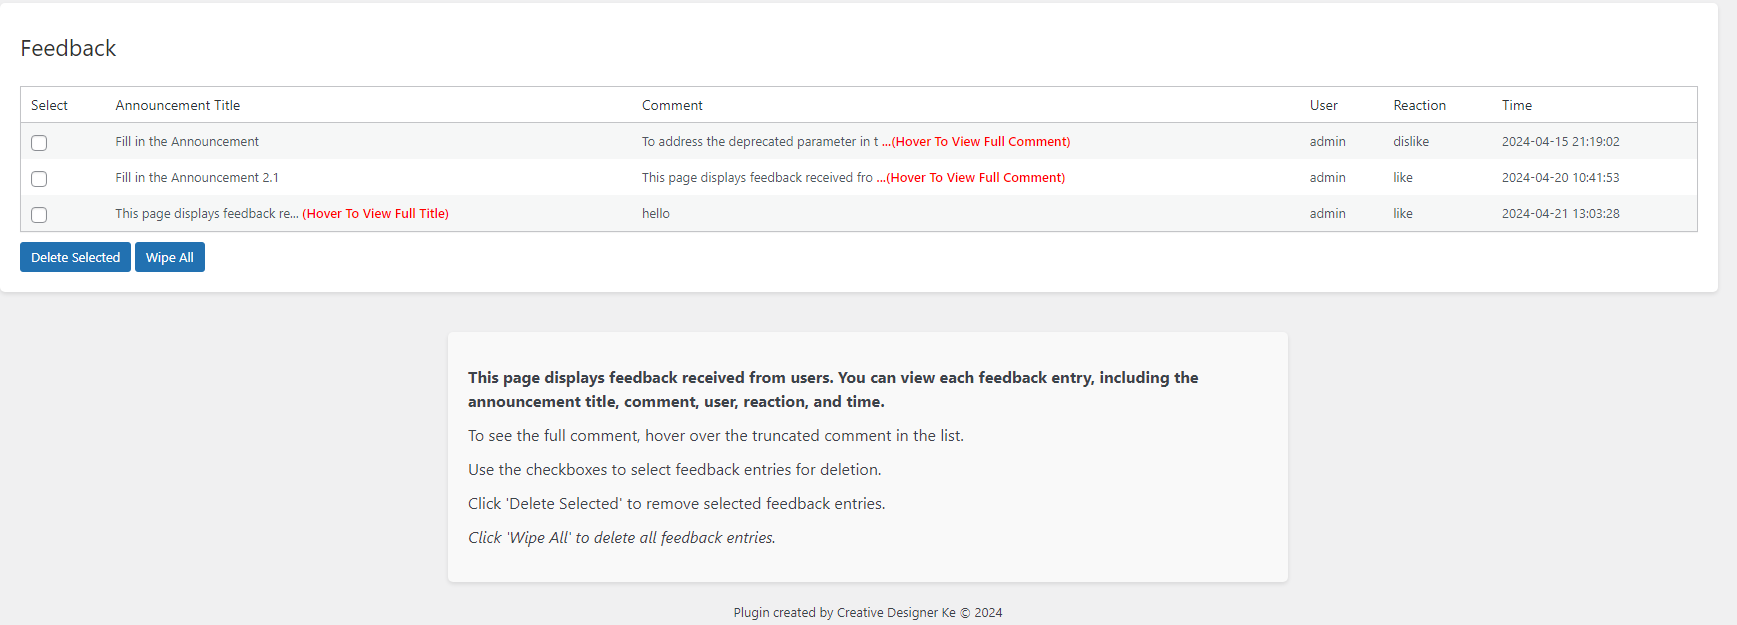 Feedback
Select Announcement Title Comment User Reaction Time
Fill in the Announcement To address the deprecated parameter in t ...(Hover To View Full Comment) admin dislike 2024-04-15 21:19:02
Fill in the Announcement 2.1 This page displays feedback received fro ...(Hover To View Full Comment) admin like 2024-04-20 10:41:53
This page displays feedback re... (Hover To View Full Title) hello admin like 2024-04-21 13:03:28
Delete Selected Wipe All
This page displays feedback received from users. You can view each feedback entry, including the
announcement title, comment, user, reaction, and time.
To see the full comment, hover over the truncated comment in the list.
Use the checkboxes to select feedback entries for deletion.
Click 'Delete Selected' to remove selected feedback entries.
Click 'Wipe All' to delete all feedback entries.
Plugin created by Creative Designer Ke © 2024